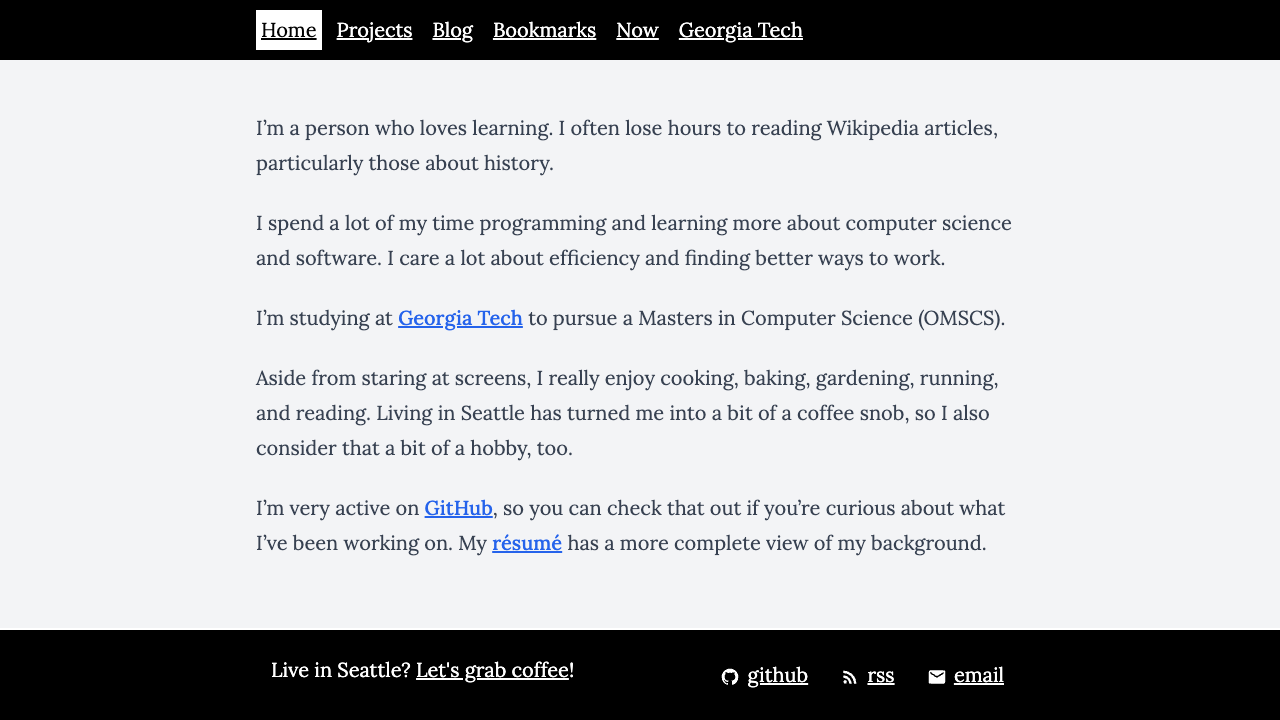 Home Projects Blog Bookmarks Now Georgia Tech
I’m a person who loves learning. I often lose hours to reading Wikipedia articles,
particularly those about history.
I spend a lot of my time programming and learning more about computer science
and software. I care a lot about efficiency and finding better ways to work.
I’m studying at Georgia Tech to pursue a Masters in Computer Science (OMSCS).
Aside from staring at screens, I really enjoy cooking, baking, gardening, running,
and reading. Living in Seattle has turned me into a bit of a coffee snob, so I also
consider that a bit of a hobby, too.
I’m very active on GitHub, so you can check that out if you’re curious about what
I’ve been working on. My résumé has a more complete view of my background.
Live in Seattle? Let's grab coffee!
github rss email